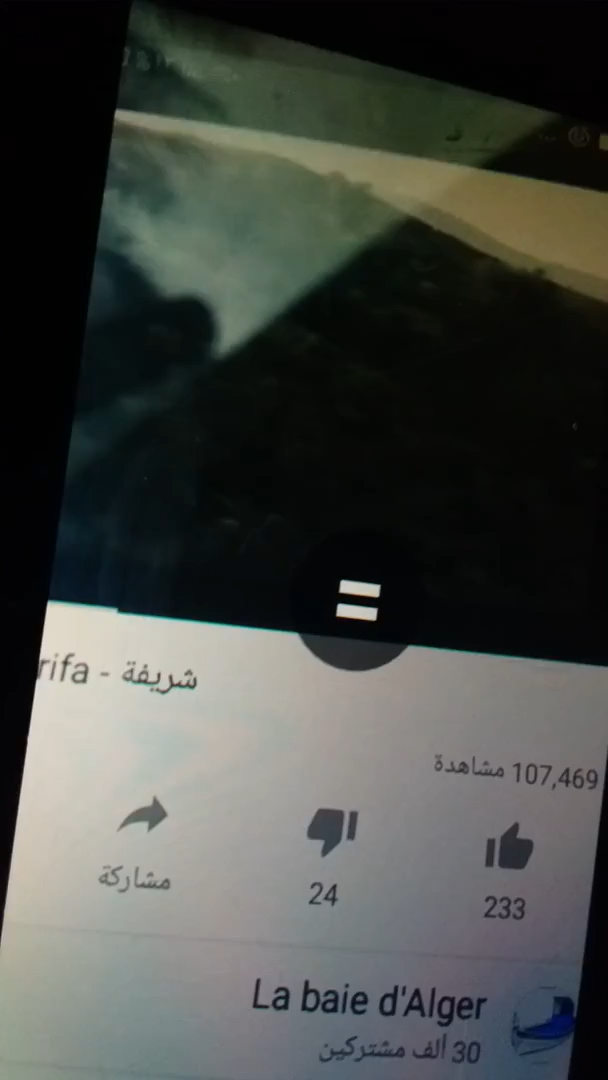 شريفة - rifa
107,469 مشاهدة
233
24
مشاركة
La baie d'Alger
30 ألف مشتركين